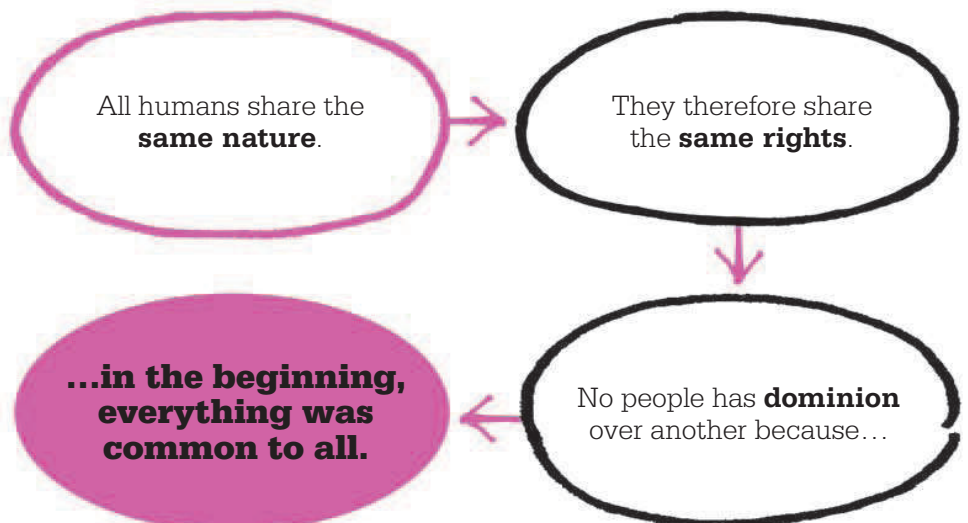 All humans share the
same nature.
They therefore share
the same rights.
No people has dominion
over another because…
…in the beginning,
everything was
common to all.